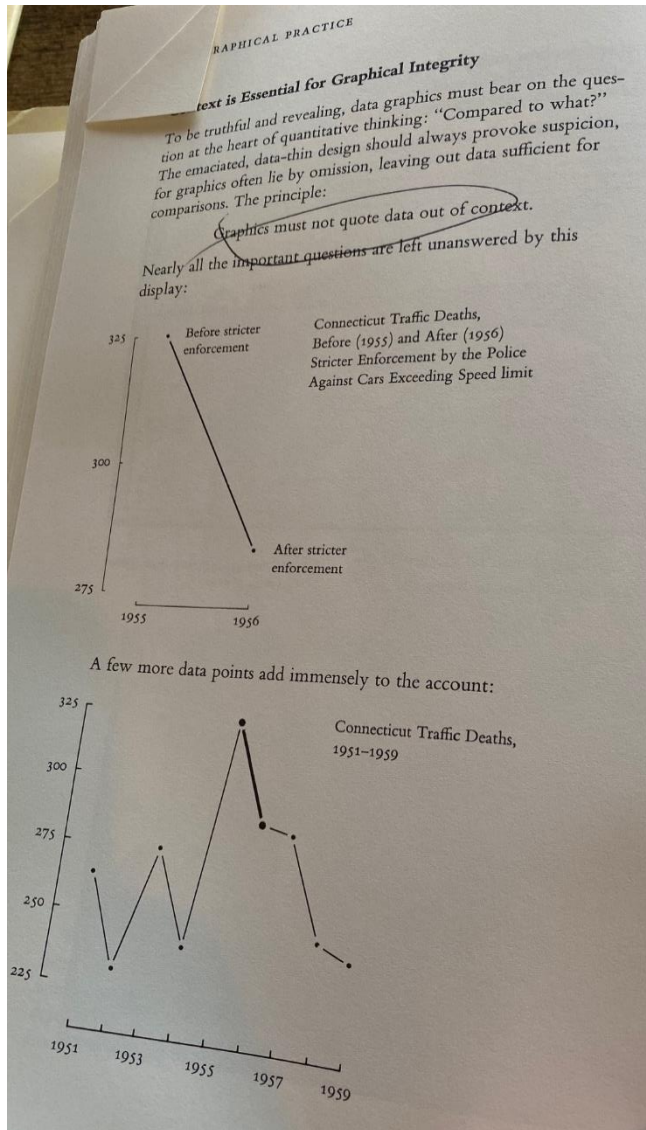 RAPHICAL PRACTICE
text is Essential for Graphical Integrity
To be truthful and revealing, data graphics must bear on the ques-
tion at the heart of quantitative thinking: “Compared to what?”
The emaciated, data-thin design should always provoke suspicion,
for graphics often lie by omission, leaving out data sufficient for
comparisons. The principle:
Graphics must not quote data out of context.
Nearly all the important questions are left unanswered by this
display:
325
Before stricter
enforcement
Connecticut Traffic Deaths,
Before (1955) and After (1956)
Stricter Enforcement by the Police
Against Cars Exceeding Speed limit
300
After stricter
enforcement
275
1955 1956
A few more data points add immensely to the account:
325
Connecticut Traffic Deaths,
1951–1959
300
275
250
225
1951 1953 1955 1957 1959